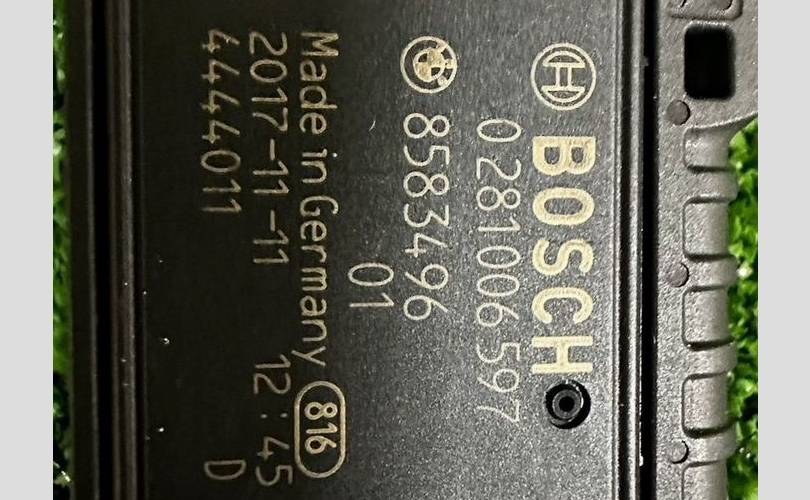 BOSCH
0 281 006 597
8583496
01
Made in Germany 816
2017-11-11 12:45
4444011 D